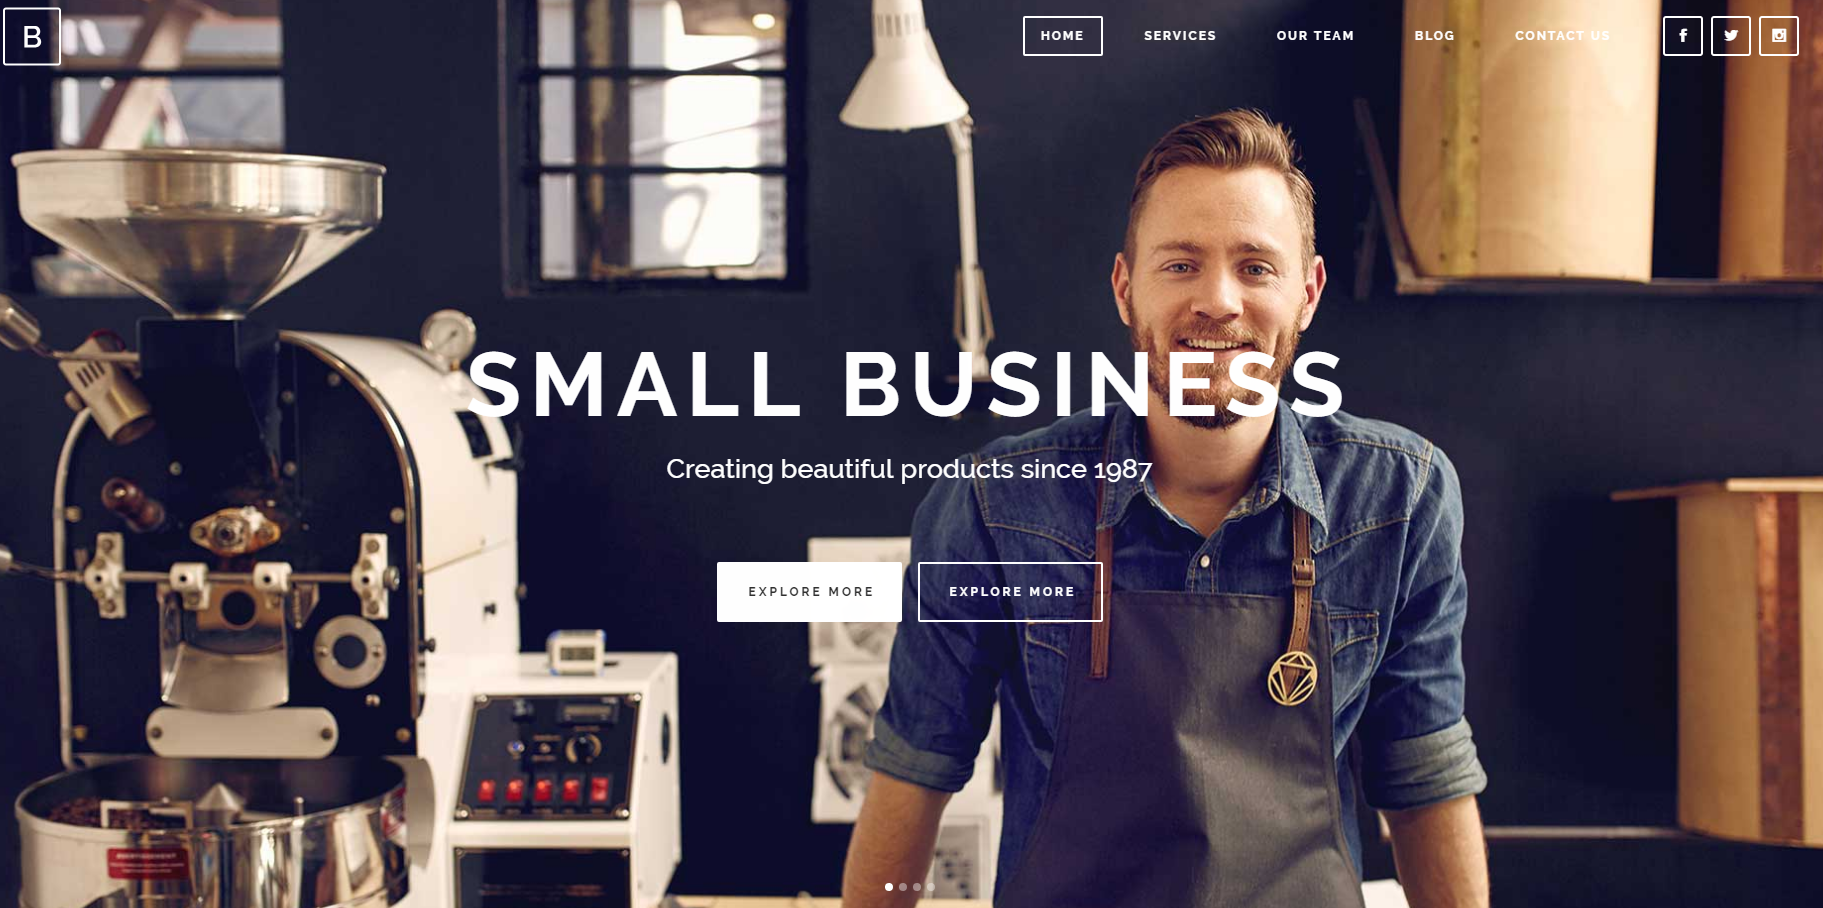 B
HOME
SERVICES
OUR TEAM
BLOG
CONTACT US
SMALL BUSINESS
Creating beautiful products since 1987
EXPLORE MORE
EXPLORE MORE